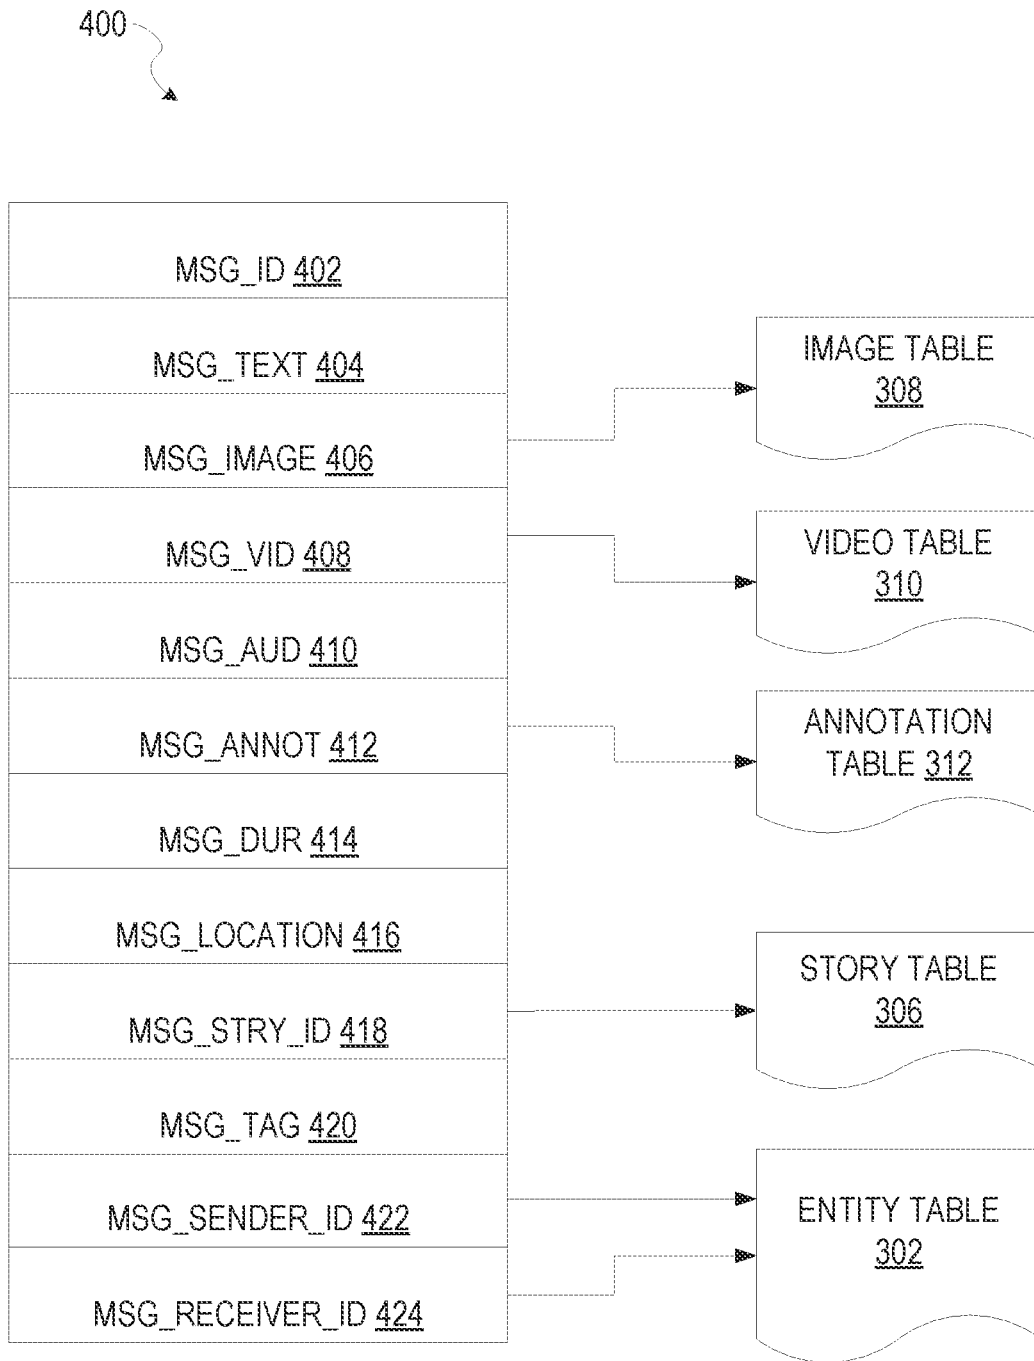 400
MSG_ID 402
MSG_TEXT 404
MSG_IMAGE 406
MSG_VID 408
MSG_AUD 410
MSG_ANNOT 412
MSG_DUR 414
MSG_LOCATION 416
MSG_STRY_ID 418
MSG_TAG 420
MSG_SENDER_ID 422
MSG_RECEIVER_ID 424
IMAGE TABLE
308
VIDEO TABLE
310
ANNOTATION
TABLE 312
STORY TABLE
306
ENTITY TABLE
302